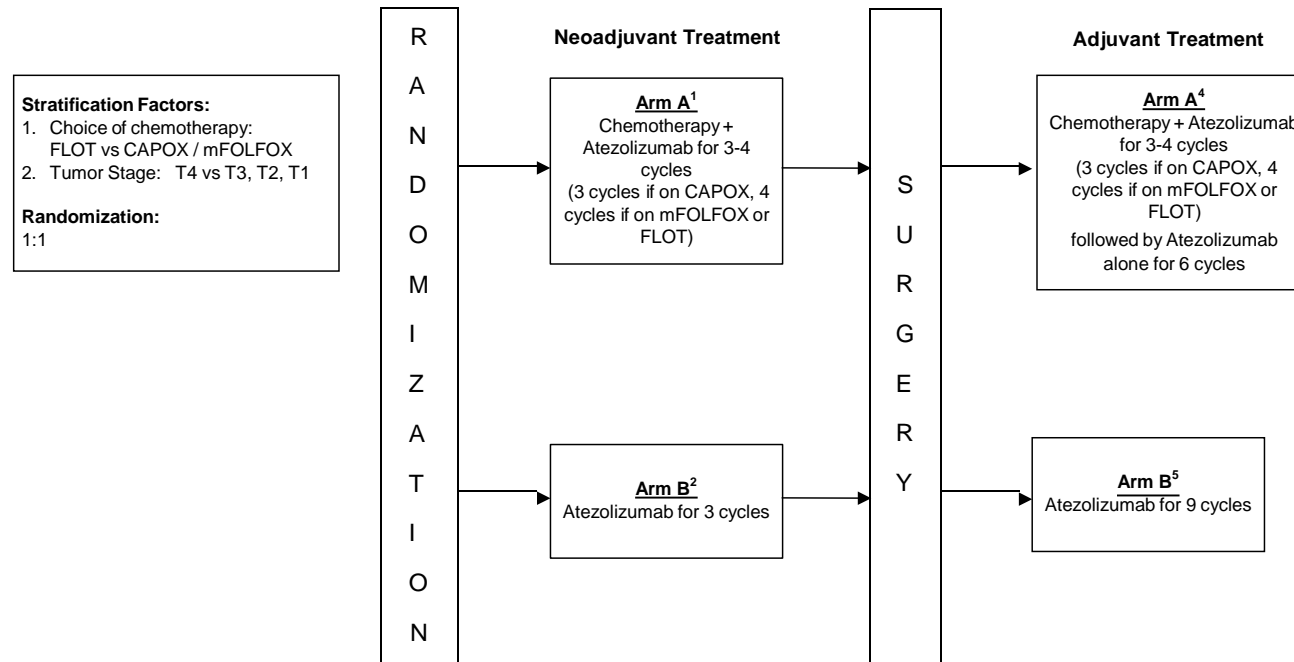 Stratification Factors:
1. Choice of chemotherapy:
FLOT vs CAPOX / mFOLFOX
2. Tumor Stage: T4 vs T3, T2, T1
Randomization:
1:1
R
A
N
D
O
M
I
Z
A
T
I
O
N
Neoadjuvant Treatment
Arm A¹
Chemotherapy +
Atezolizumab for 3-4
cycles
(3 cycles if on CAPOX, 4
cycles if on mFOLFOX or
FLOT)
Arm B²
Atezolizumab for 3 cycles
S
U
R
G
E
R
Y
Adjuvant Treatment
Arm A⁴
Chemotherapy + Atezolizumab
for 3-4 cycles
(3 cycles if on CAPOX, 4
cycles if on mFOLFOX or
FLOT)
followed by Atezolizumab
alone for 6 cycles
Arm B⁵
Atezolizumab for 9 cycles